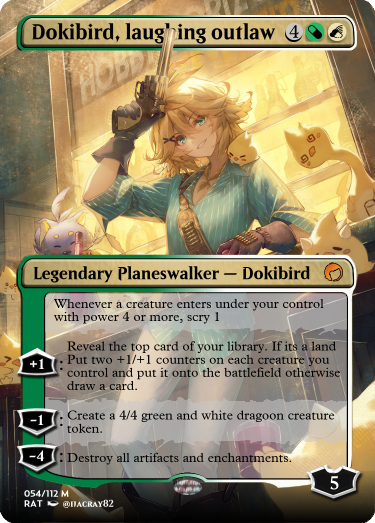 Dokibird, laughing outlaw 4
Legendary Planeswalker — Dokibird
Whenever a creature enters under your control
with power 4 or more, scry 1
Reveal the top card of your library. If its a land
+1: Put two +1/+1 counters on each creature you
control and put it onto the battlefield otherwise
draw a card.
-1: Create a 4/4 green and white dragoon creature
token.
-4: Destroy all artifacts and enchantments.
5
054/112 M
RAT @IIACRAY82